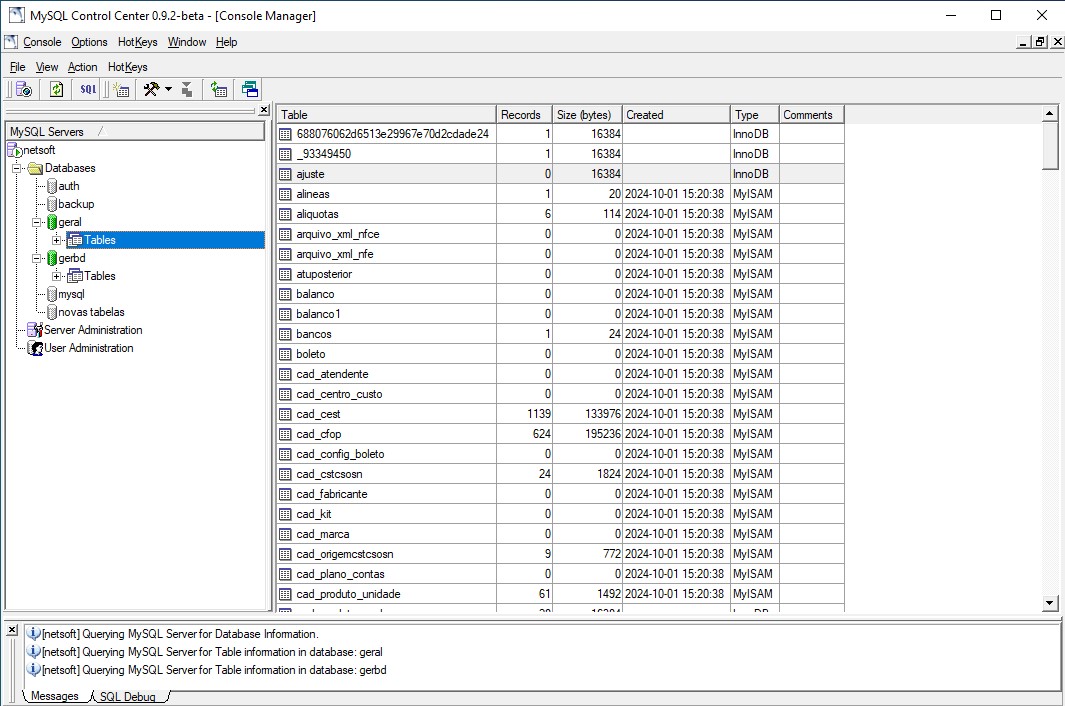 MySQL Control Center 0.9.2-beta - [Console Manager]
Console Options HotKeys Window Help
File View Action HotKeys
SQL
MySQL Servers /
netsoft
Databases
auth
backup
geral
Tables
gerbd
Tables
mysql
novas tabelas
Server Administration
User Administration
Table Records Size (bytes) Created Type Comments
688076062d6513e29967e70d2cdade24 1 16384 InnoDB
_93349450 1 16384 InnoDB
ajuste 0 16384 InnoDB
alineas 1 20 2024-10-01 15:20:38 MyISAM
aliquotas 6 114 2024-10-01 15:20:38 MyISAM
arquivo_xml_nfce 0 0 2024-10-01 15:20:38 MyISAM
arquivo_xml_nfe 0 0 2024-10-01 15:20:38 MyISAM
atuposterior 0 0 2024-10-01 15:20:38 MyISAM
balanco 0 0 2024-10-01 15:20:38 MyISAM
balanco1 0 0 2024-10-01 15:20:38 MyISAM
bancos 1 24 2024-10-01 15:20:38 MyISAM
boleto 0 0 2024-10-01 15:20:38 MyISAM
cad_atendente 0 0 2024-10-01 15:20:38 MyISAM
cad_centro_custo 0 0 2024-10-01 15:20:38 MyISAM
cad_cest 1139 133976 2024-10-01 15:20:38 MyISAM
cad_cfop 624 195236 2024-10-01 15:20:38 MyISAM
cad_config_boleto 0 0 2024-10-01 15:20:38 MyISAM
cad_cstcsosn 24 1824 2024-10-01 15:20:38 MyISAM
cad_fabricante 0 0 2024-10-01 15:20:38 MyISAM
cad_kit 0 0 2024-10-01 15:20:38 MyISAM
cad_marca 0 0 2024-10-01 15:20:38 MyISAM
cad_origemcstcsosn 9 772 2024-10-01 15:20:38 MyISAM
cad_plano_contas 0 0 2024-10-01 15:20:38 MyISAM
cad_produto_unidade 61 1492 2024-10-01 15:20:38 MyISAM
[netsoft] Querying MySQL Server for Database Information.
[netsoft] Querying MySQL Server for Table information in database: geral
[netsoft] Querying MySQL Server for Table information in database: gerbd
Messages SQL Debug